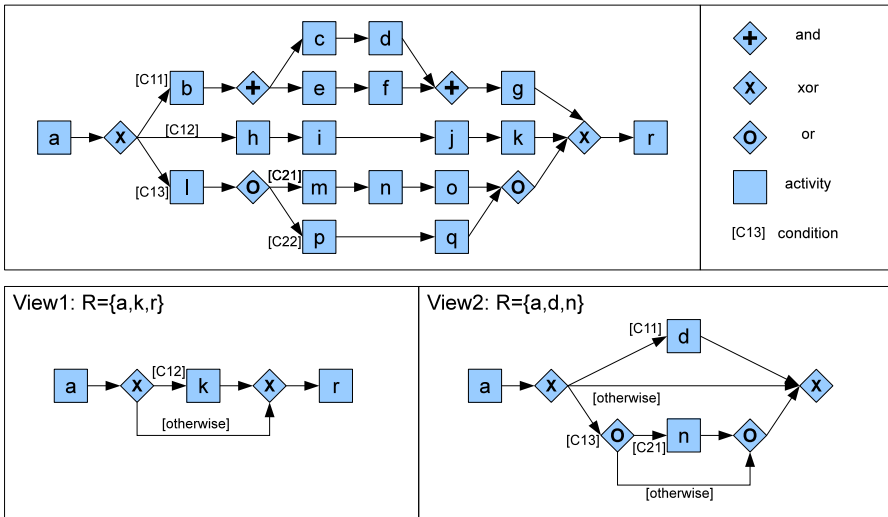 c d
and
[C11] b + e f + g
xor
[C12]
a x h i j k x r
or
[C13] l o [C21] m n o o
activity
[C22] p q
[C13] condition
View1: R={a,k,r}
[C12]
a x k x r
[otherwise]
View2: R={a,d,n}
[C11] d
a x x
[otherwise]
[C13] o [C21] n o
[otherwise]